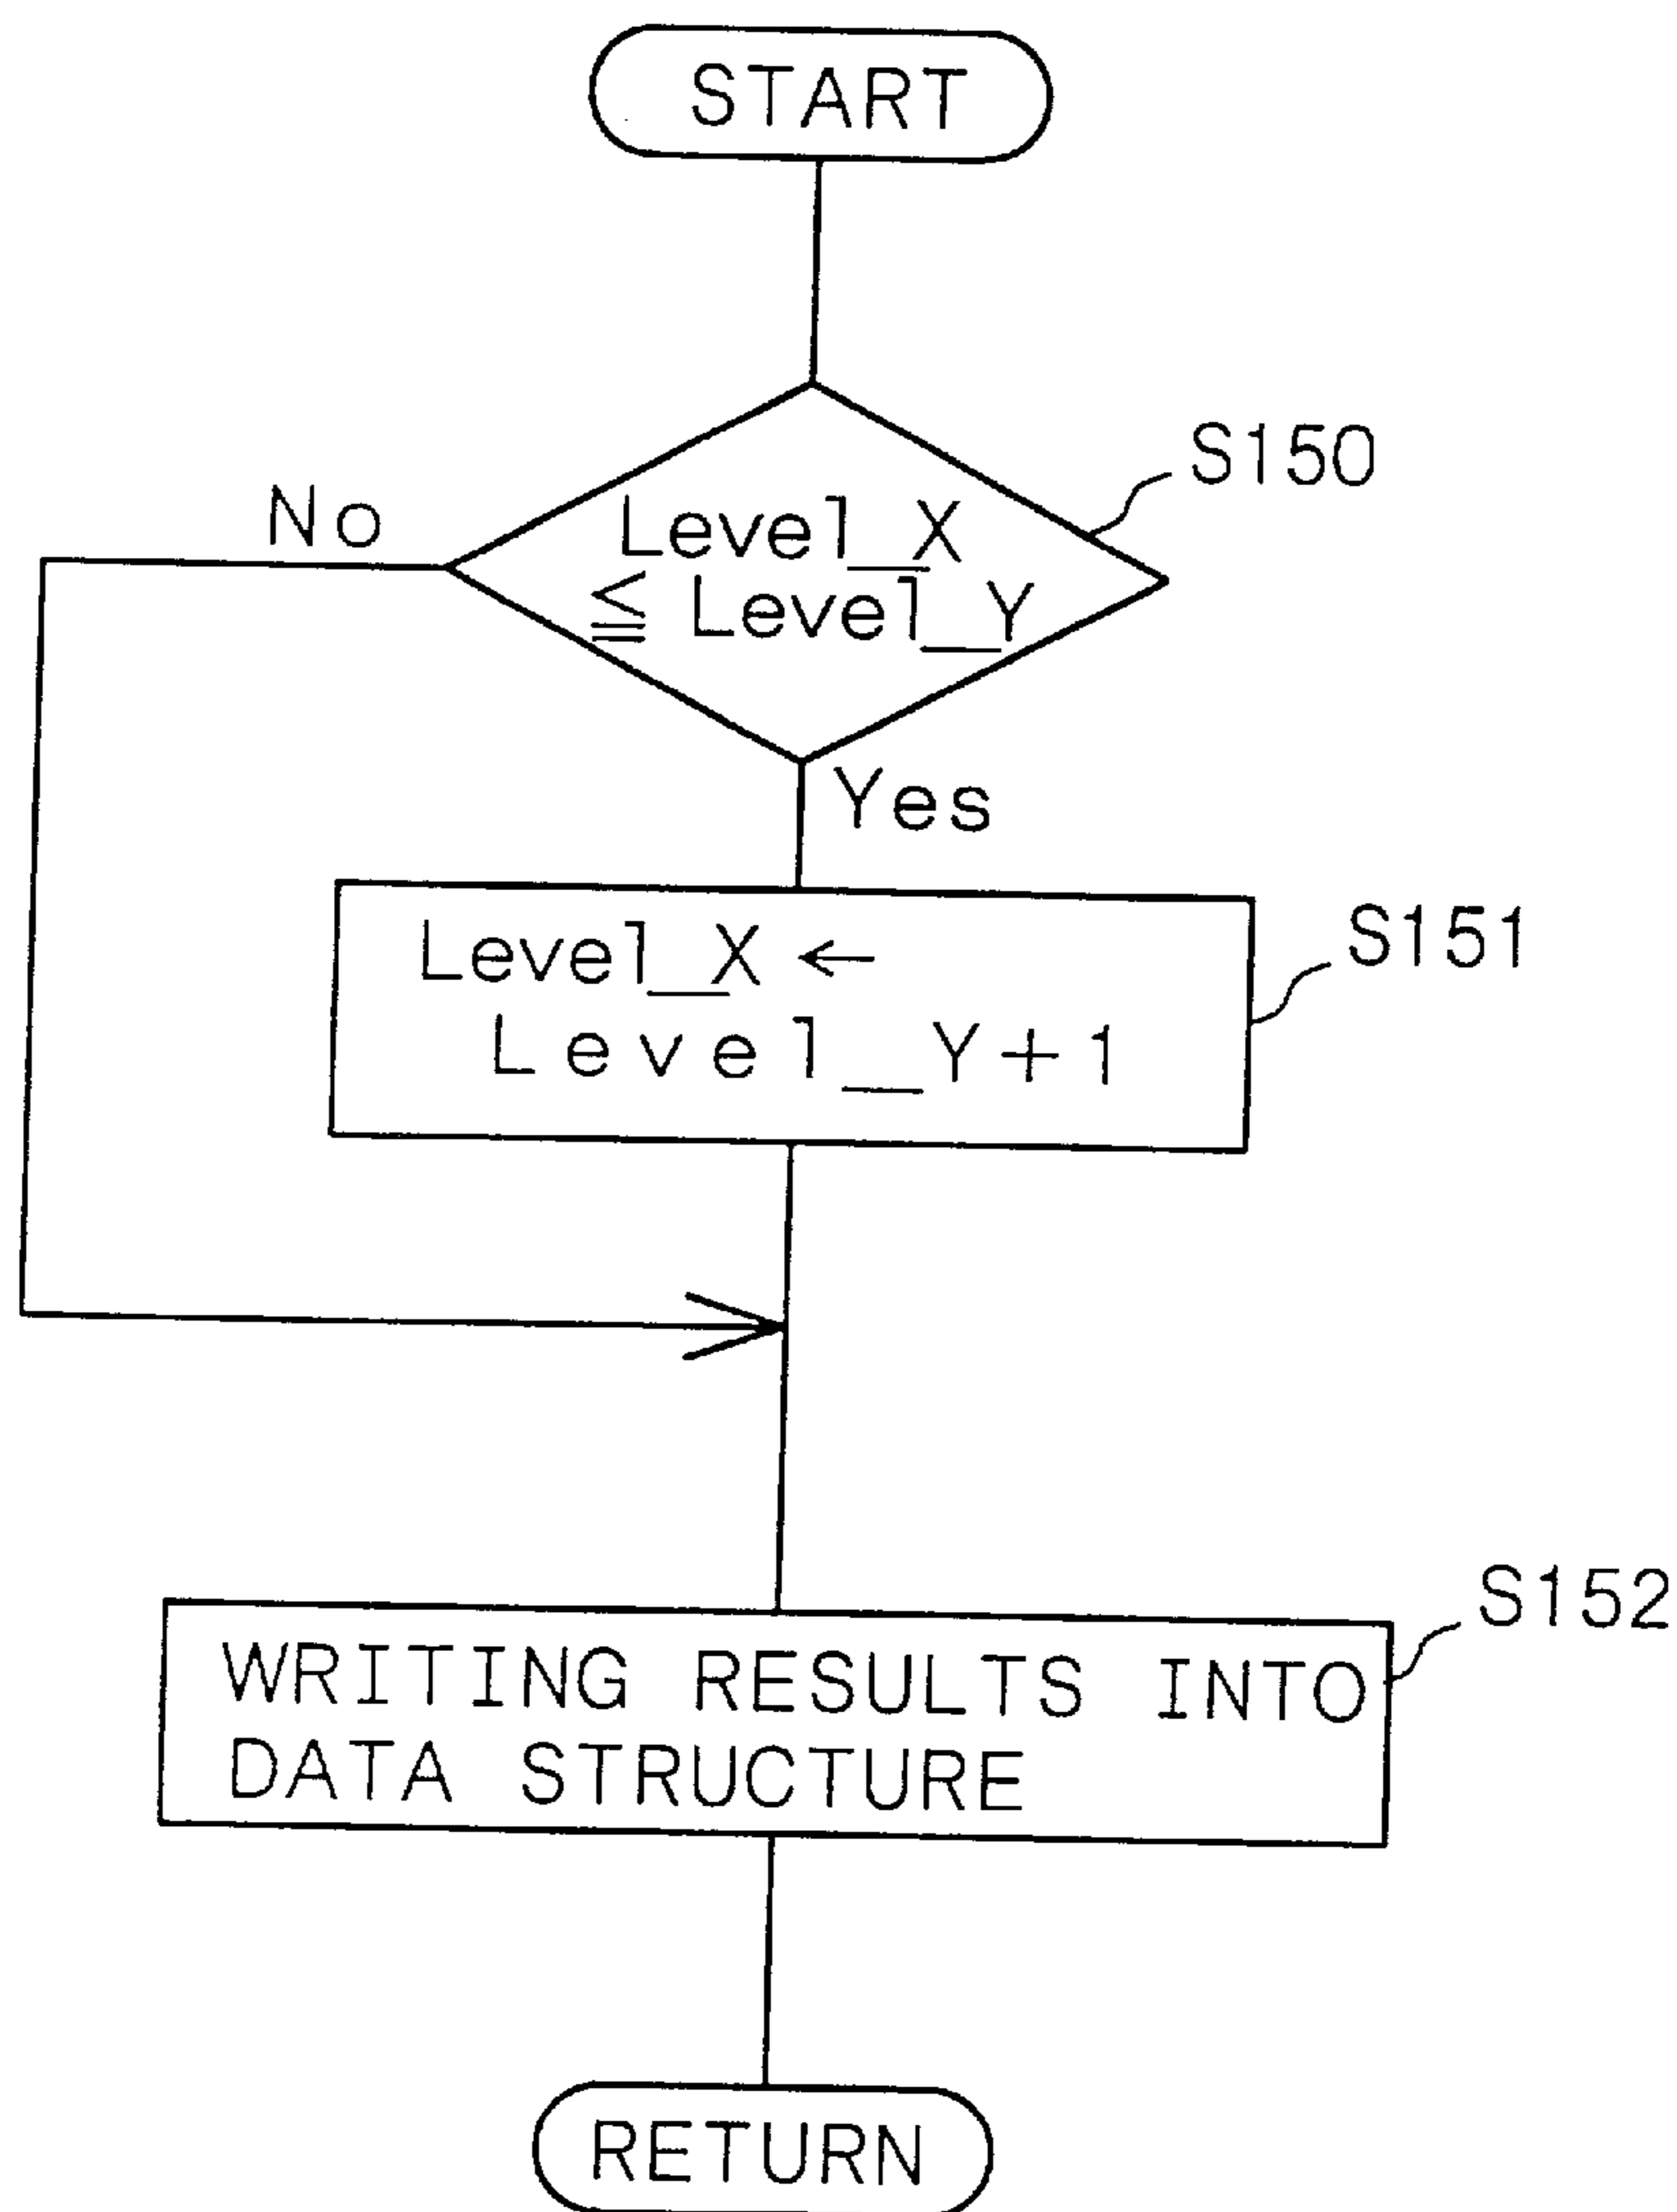 START
S150
No
Level_X
≦ Level_Y
Yes
Level_X ←
Level_Y+1
S151
S152
WRITING RESULTS INTO
DATA STRUCTURE
RETURN